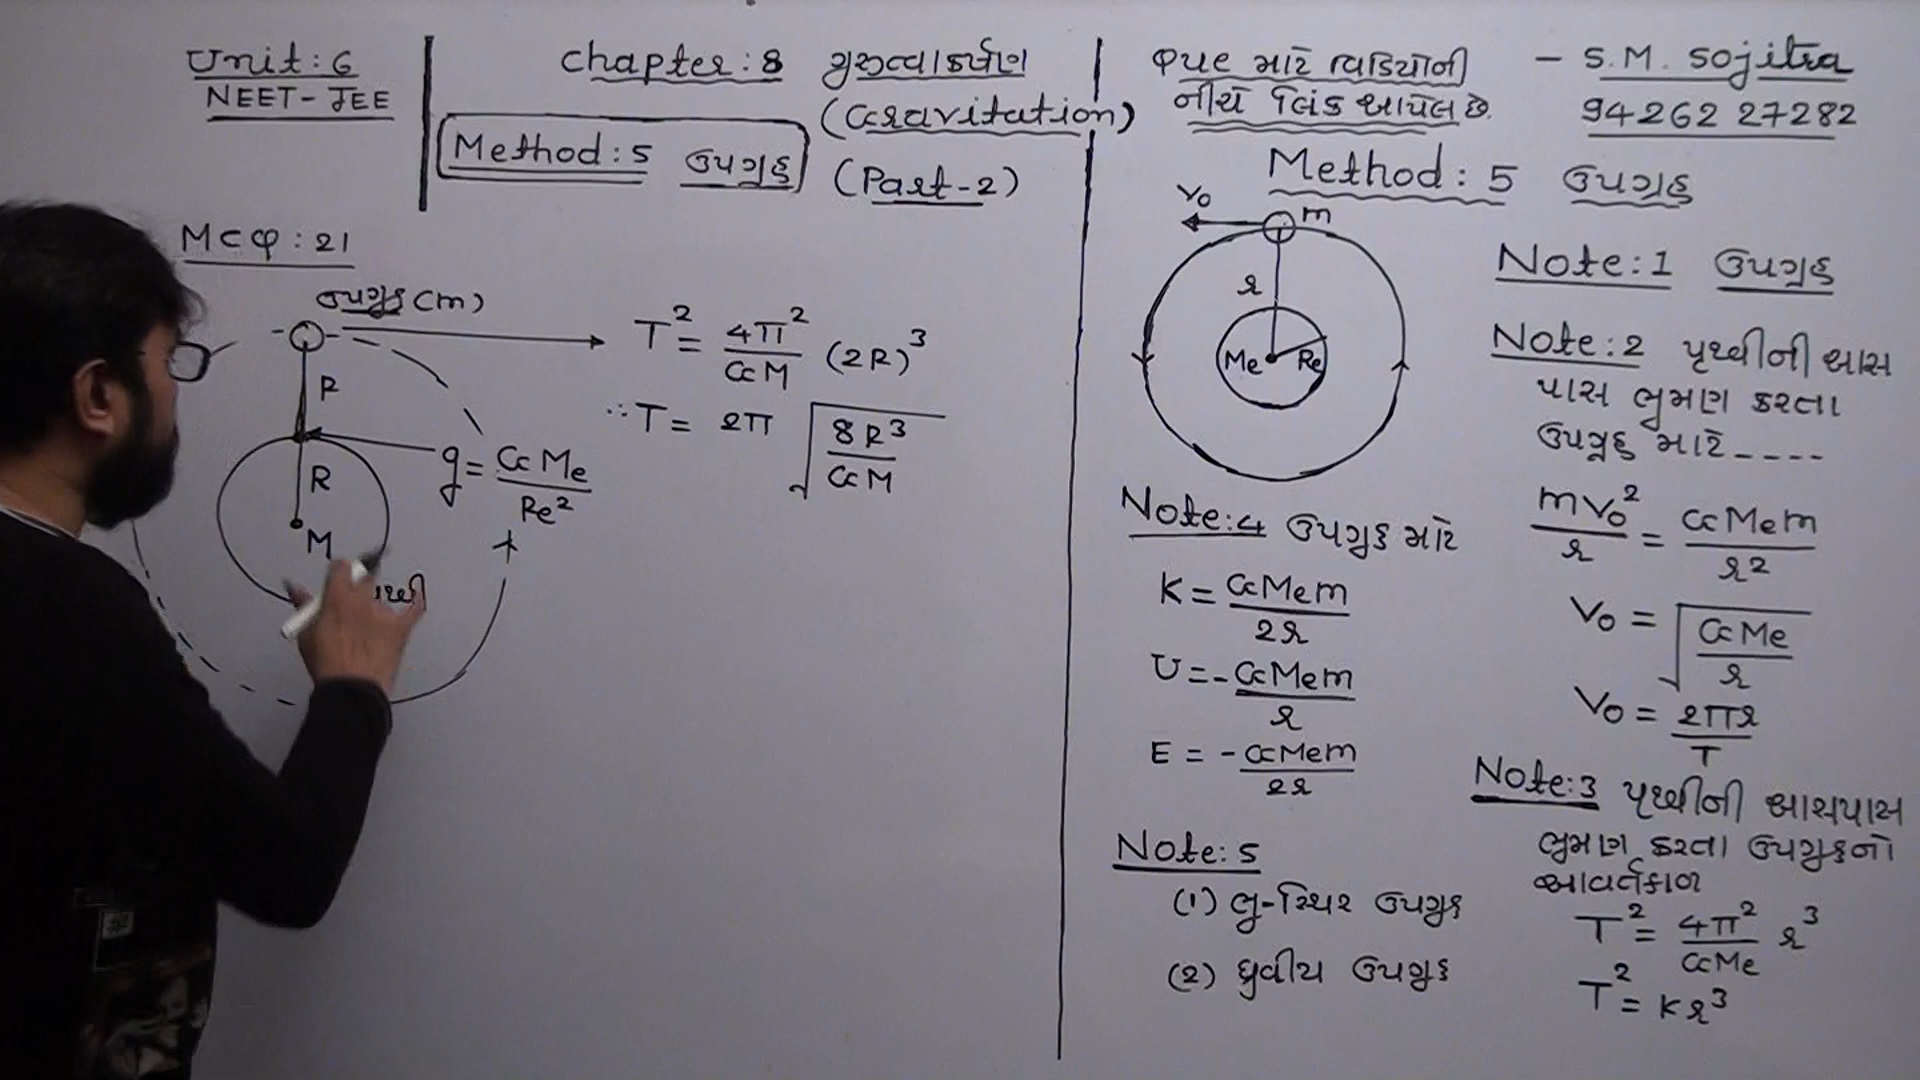 Unit: 6
NEET-JEE
Chapter: 8 ગુરુત્વાકર્ષણ
(Gravitation)
Method: 5 ઉપગ્રહ
(Part-2)
MCQ: 21
ઉપગ્રહ (m)
R
R
M
g = GMe / Re²
T² = 4π² / GM (2R)³
∴ T = 2π √(8R³ / GM)
માટે વિડિયોની
નીચે લિંક આપેલ છે.
- S.M. Sojitra
94262 27282
Method: 5 ઉપગ્રહ
V₀
m
r
Me
Re
Note: 1 ઉપગ્રહ
Note: 2 પૃથ્વીની આસ
પાસ ભ્રમણ કરતા
ઉપગ્રહ માટે----
mV₀² / r = GMem / r²
V₀ = √(GMe / r)
V₀ = 2πr / T
Note: 3 પૃથ્વીની આસપાસ
ભ્રમણ કરતા ઉપગ્રહનો
આવર્તકાળ
T² = 4π² / GMe r³
T² = Kr³
Note: 4 ઉપગ્રહ માટે
K = GMem / 2r
U = -GMem / r
E = -GMem / 2r
Note: 5
(1) ભૂ-સ્થિર ઉપગ્રહ
(2) ધ્રુવીય ઉપગ્રહ